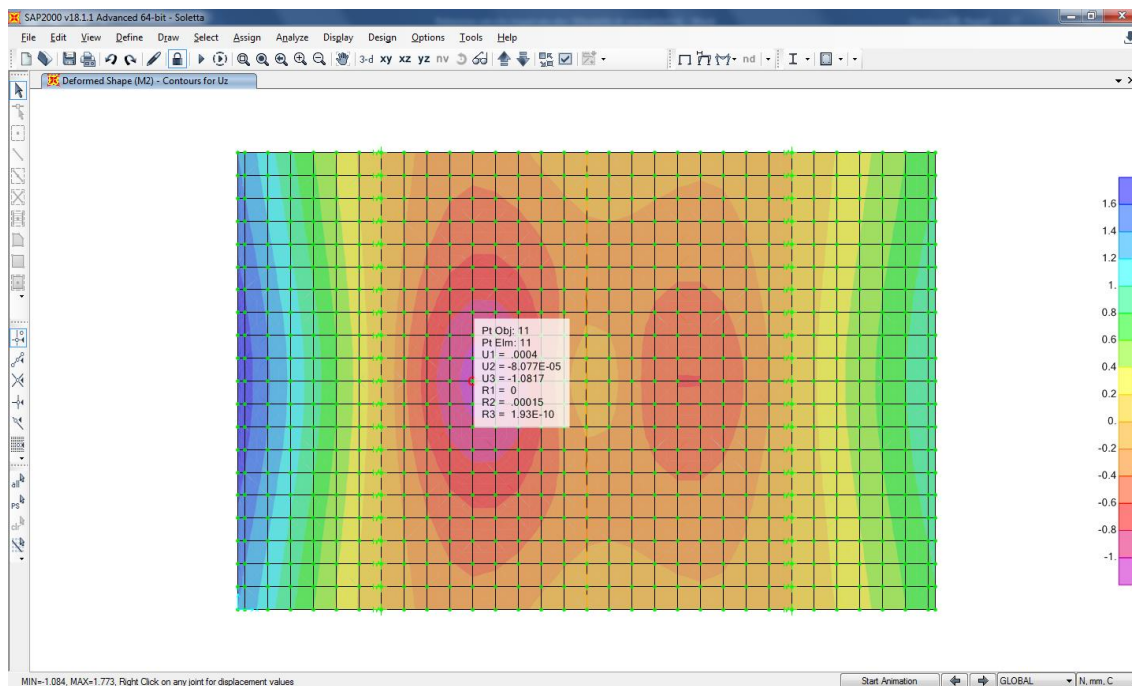 SAP2000 v18.1.1 Advanced 64-bit - Soletta
File Edit View Define Draw Select Assign Analyze Display Design Options Tools Help
3-d xy xz yz nv nd
Deformed Shape (M2) - Contours for Uz
Pt Obj: 11
Pt Elm: 11
U1 = .0004
U2 = -8.077E-05
U3 = -1.0817
R1 = 0
R2 = .00015
R3 = 1.93E-10
1.6
1.4
1.2
1.
0.8
0.6
0.4
0.2
0.
-0.2
-0.4
-0.6
-0.8
-1.
all
PS
clr
MIN=-1.084, MAX=1.773, Right Click on any joint for displacement values
Start Animation
GLOBAL
N, mm, C